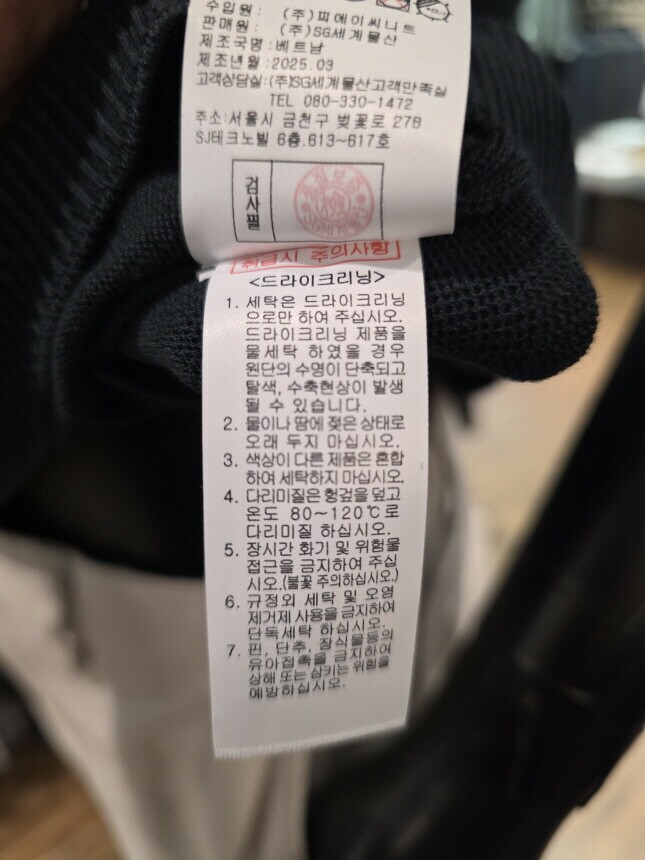 수입원 : (주)피에이씨니트
판매원 : (주)SG세계물산
제조국명 : 베트남
제조년월 : 2025.03
고객상담실:(주)SG세계물산고객만족실
TEL 080-330-1472
주소:서울시 금천구 벚꽃로 278
SJ테크노빌 6층.613~617호
검사필
취급시 주의사항
<드라이크리닝>
1. 세탁은 드라이크리닝
으로만 하여 주십시오.
드라이크리닝 제품을
물세탁 하였을 경우
원단의 수명이 단축되고
탈색, 수축현상이 발생
될 수 있습니다.
2. 물이나 땀에 젖은 상태로
오래 두지 마십시오.
3. 색상이 다른 제품은 혼합
하여 세탁하지 마십시오.
4. 다리미질은 헝겊을 덮고
온도 80~120℃로
다리미질 하십시오.
5. 장시간 화기 및 위험물
접근을 금지하여 주십
시오.(불꽃 주의하십시오.)
6. 규정외 세탁 및 오염
제거제 사용을 금지하여
단독세탁 하십시오.
7. 핀, 단추, 장식물등의
유아접촉을 금지하여
상해 또는 삼키는 위험을
예방하십시오.